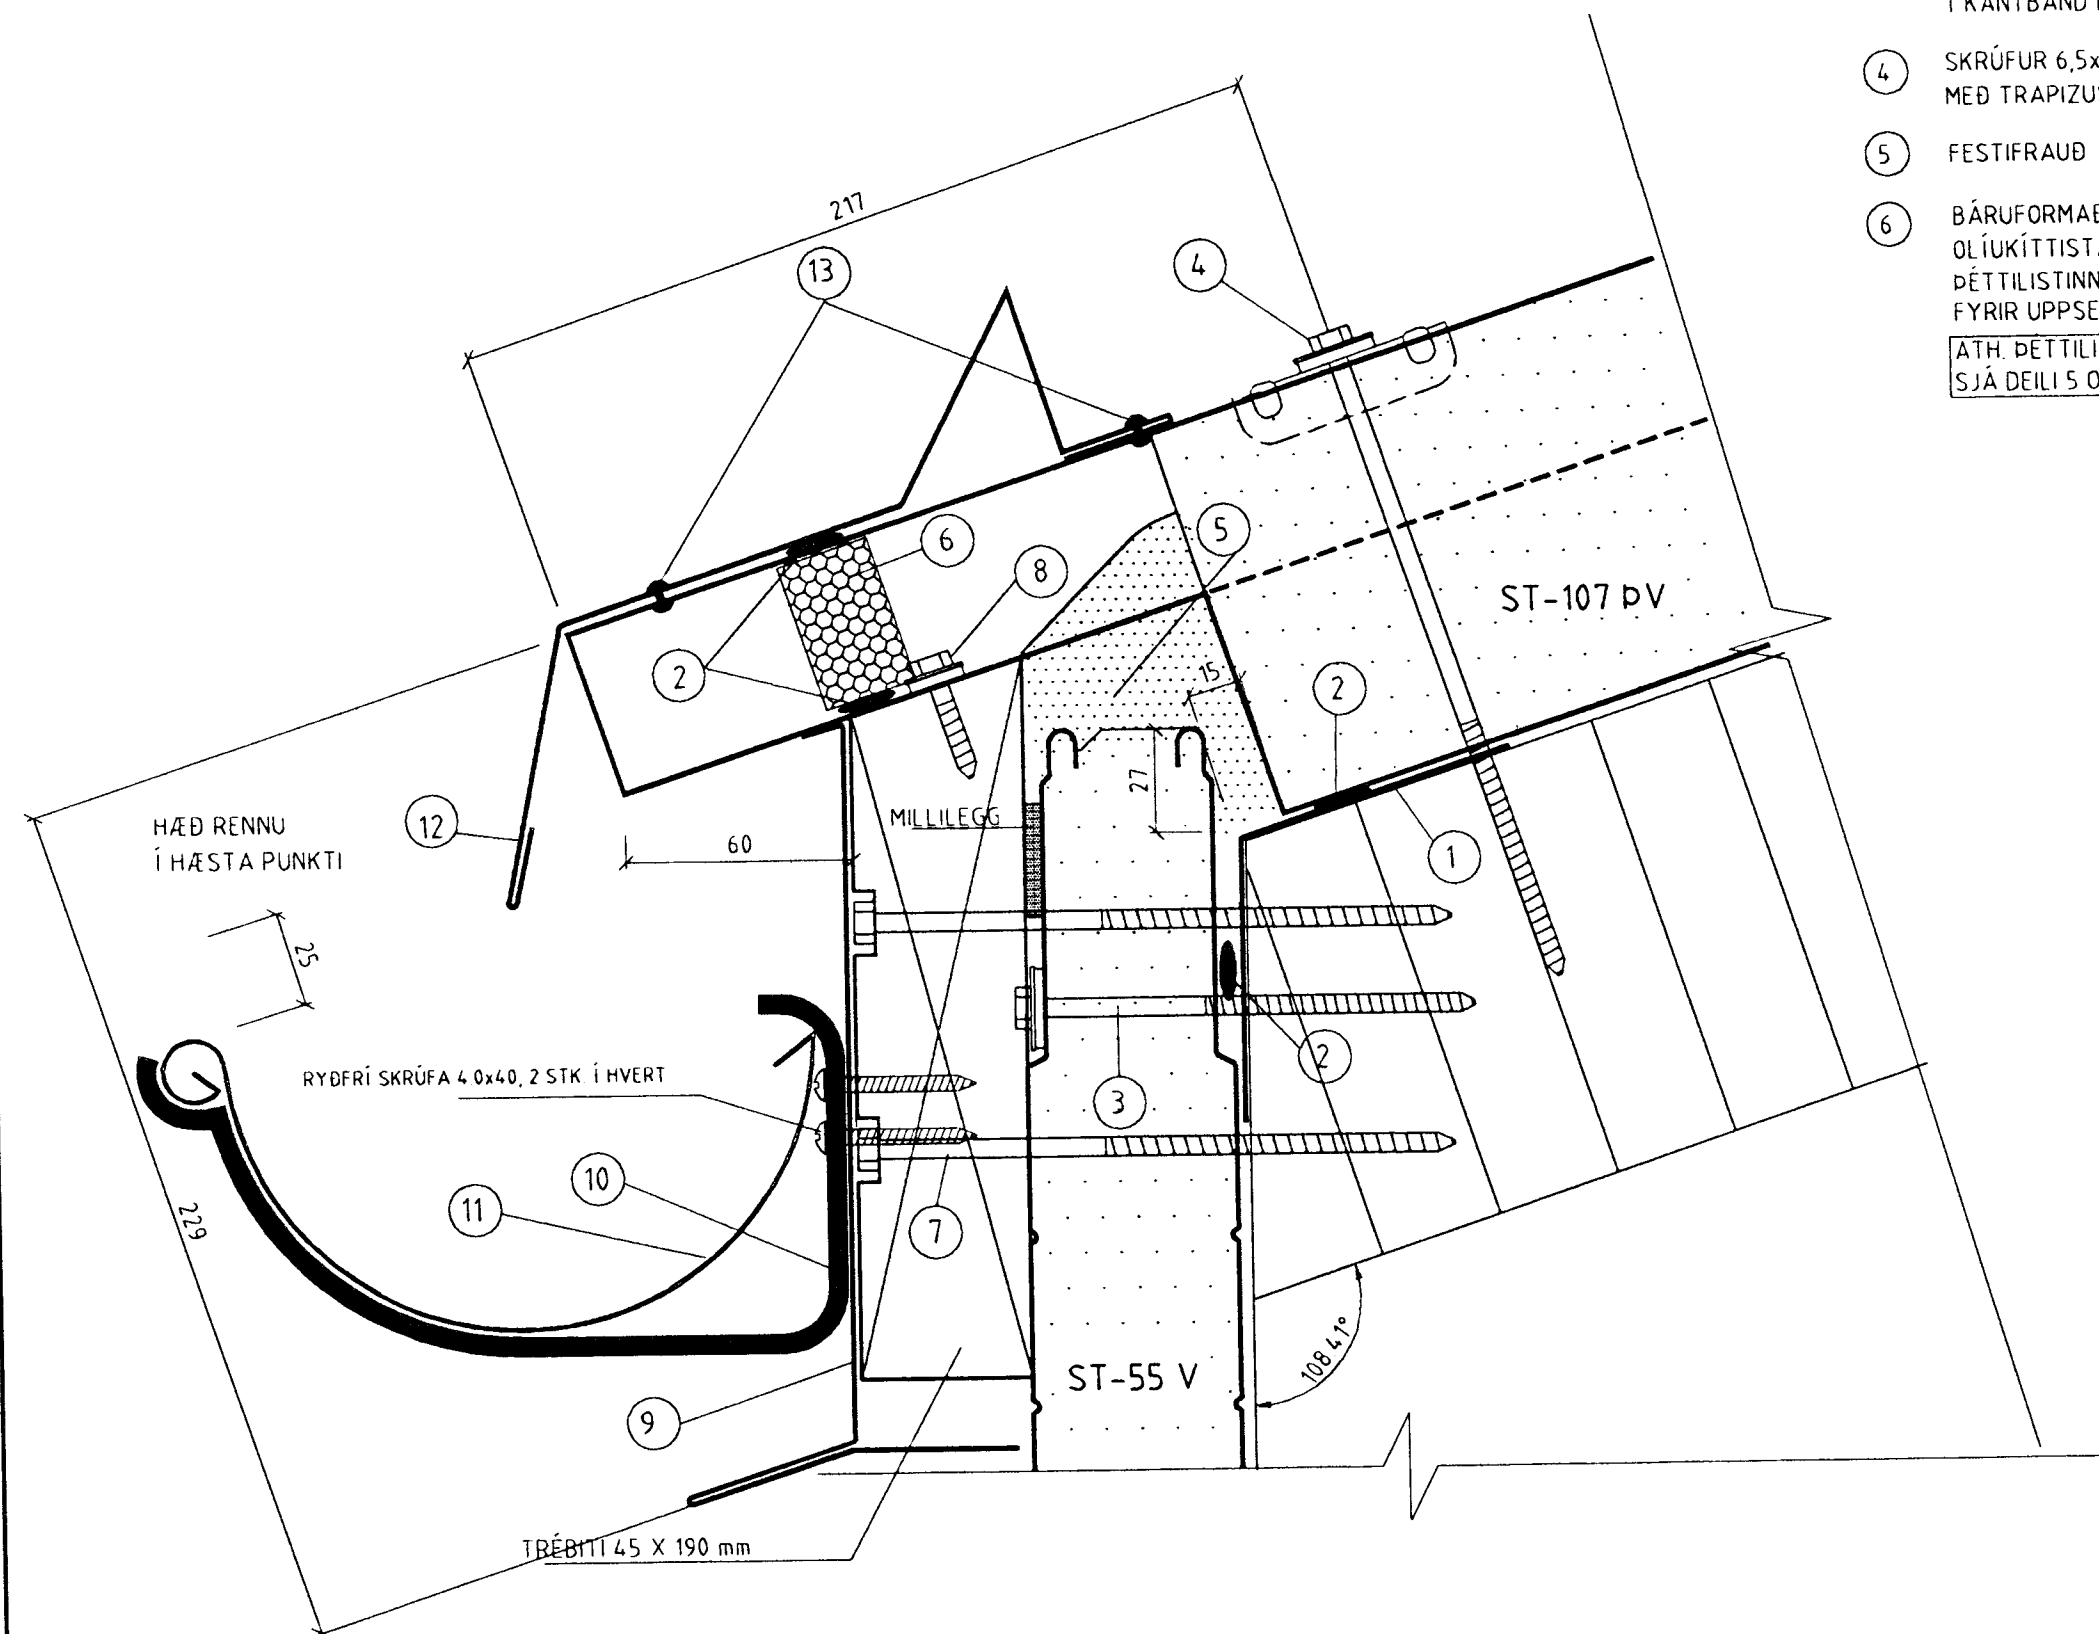 Í KANTBAND
4 SKRÚFUR 6,5x
MEÐ TRAPIZU
5 FESTIFRAUÐ
6 BÁRUFORMAÐ
OLÍUKÍTTIST
ÞÉTTILISTINN
FYRIR UPPSE
ATH. ÞÉTTILI
SJÁ DEILI 5 O
217
13
4
6
5
8
ST-107 ÞV
2
15
2
27
HÆÐ RENNU
Í HÆSTA PUNKTI
12
60
MILLILEGG
1
25
RYÐFRÍ SKRÚFA 4.0x40, 2 STK. Í HVERT
2
3
10
11
7
229
108.41°
ST-55 V
9
TRÉBITI 45 X 190 mm